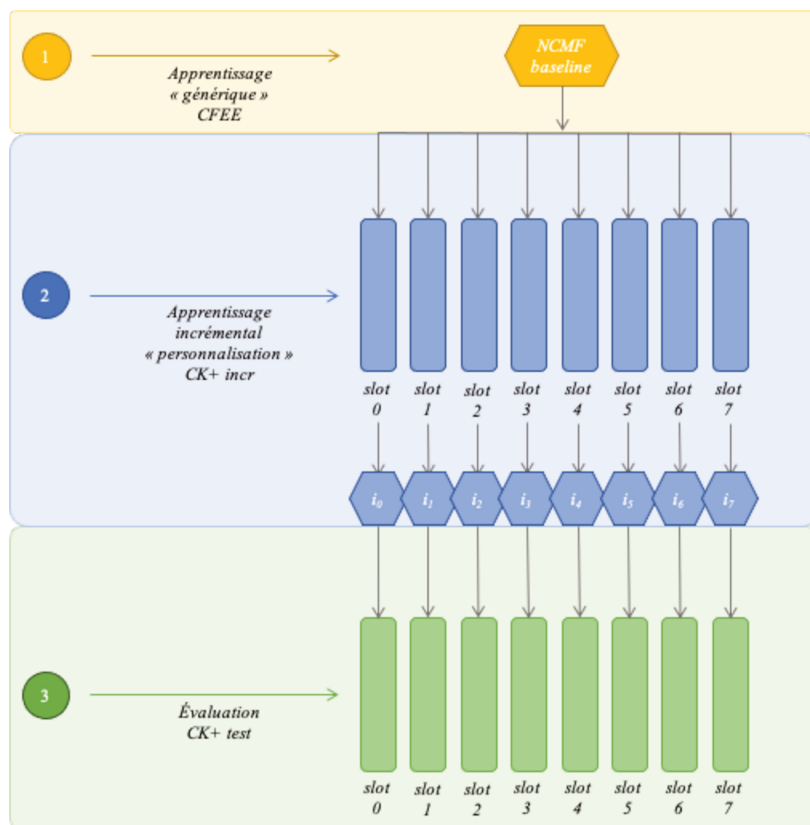 1
Apprentissage
« générique »
CFEE
NCMF
baseline
2
Apprentissage
incrémental
« personnalisation »
CK+ incr
slot slot slot slot slot slot slot slot
0 1 2 3 4 5 6 7
i₀ i₁ i₂ i₃ i₄ i₅ i₆ i₇
3
Évaluation
CK+ test
slot slot slot slot slot slot slot slot
0 1 2 3 4 5 6 7